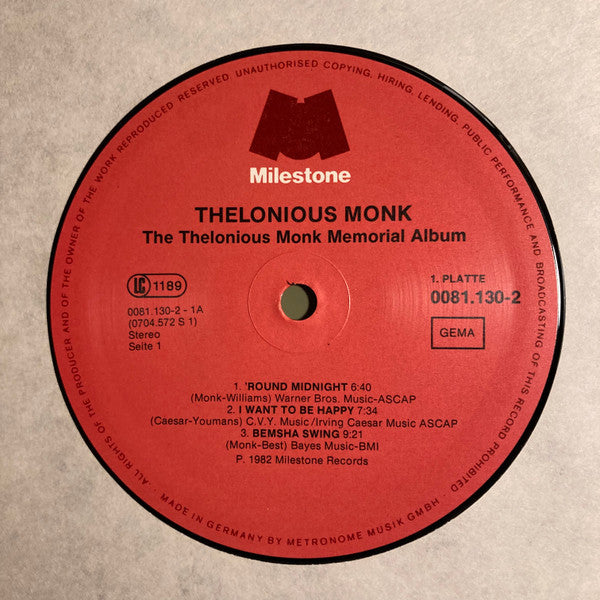 ALL RIGHTS OF THE PRODUCER AND OF THE OWNER OF THE WORK REPRODUCED RESERVED. UNAUTHORISED COPYING, HIRING, LENDING, PUBLIC PERFORMANCE AND BROADCASTING OF THIS RECORD PROHIBITED
Milestone
THELONIOUS MONK
The Thelonious Monk Memorial Album
LC 1189
0081.130-2 - 1A
(0704.572 S 1)
Stereo
Seite 1
1. PLATTE
0081.130-2
GEMA
1. 'ROUND MIDNIGHT 6:40
(Monk-Williams) Warner Bros. Music-ASCAP
2. I WANT TO BE HAPPY 7:34
(Caesar-Youmans) C.V.Y. Music/Irving Caesar Music ASCAP
3. BEMSHA SWING 9:21
(Monk-Best) Bayes Music-BMI
P. 1982 Milestone Records
MADE IN GERMANY BY METRONOME MUSIK GMBH